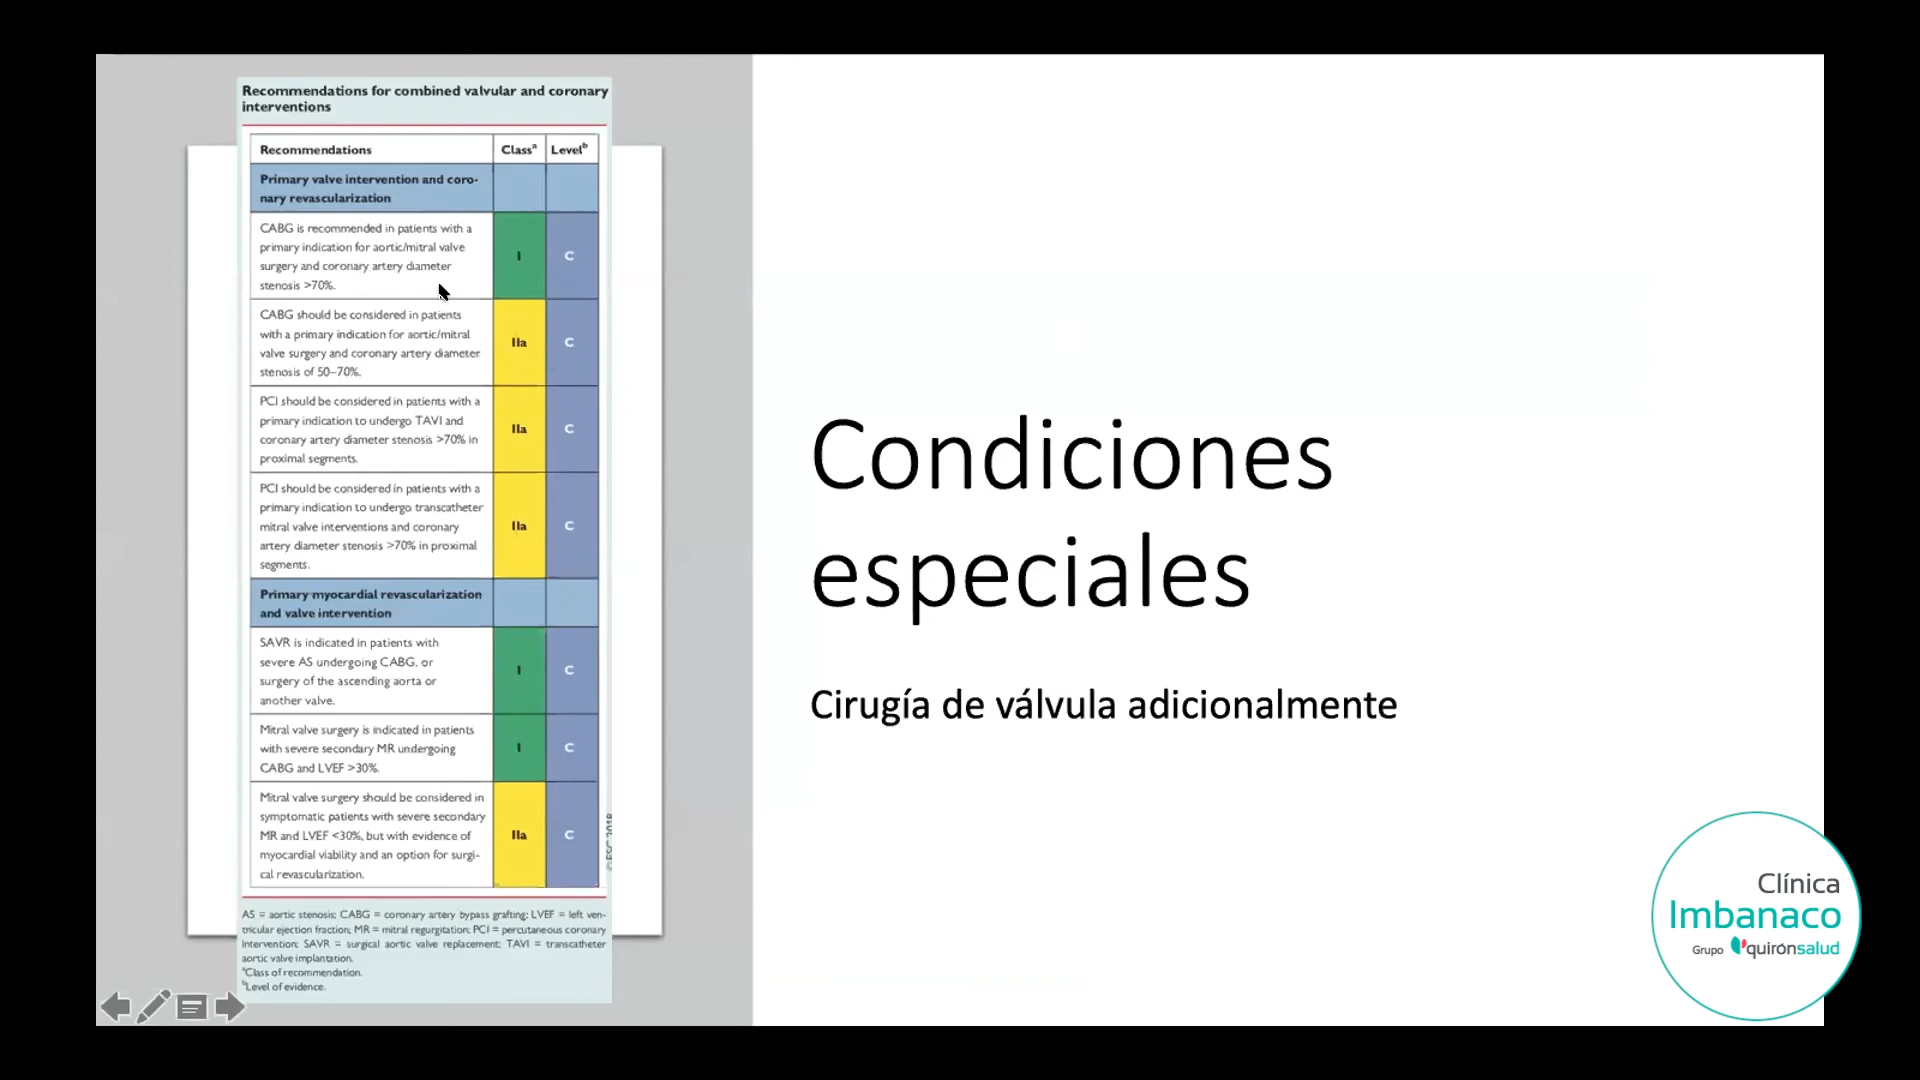 Recommendations for combined valvular and coronary
interventions
Recommendations Classᵃ Levelᵇ
Primary valve intervention and coro-
nary revascularization
CABG is recommended in patients with a
primary indication for aortic/mitral valve
surgery and coronary artery diameter
stenosis >70%.
I C
CABG should be considered in patients
with a primary indication for aortic/mitral
valve surgery and coronary artery diameter
stenosis of 50–70%.
IIa C
PCI should be considered in patients with a
primary indication to undergo TAVI and
coronary artery diameter stenosis >70% in
proximal segments.
IIa C
PCI should be considered in patients with a
primary indication to undergo transcatheter
mitral valve interventions and coronary
artery diameter stenosis >70% in proximal
segments.
IIa C
Primary myocardial revascularization
and valve intervention
SAVR is indicated in patients with
severe AS undergoing CABG, or
surgery of the ascending aorta or
another valve.
I C
Mitral valve surgery is indicated in patients
with severe secondary MR undergoing
CABG and LVEF >30%.
I C
Mitral valve surgery should be considered in
symptomatic patients with severe secondary
MR and LVEF <30%, but with evidence of
myocardial viability and an option for surgi-
cal revascularization.
IIa C
©ESC 2018
AS = aortic stenosis; CABG = coronary artery bypass grafting; LVEF = left ven-
tricular ejection fraction; MR = mitral regurgitation; PCI = percutaneous coronary
intervention; SAVR = surgical aortic valve replacement; TAVI = transcatheter
aortic valve implantation.
ᵃClass of recommendation.
ᵇLevel of evidence.
Condiciones
especiales
Cirugía de válvula adicionalmente
Clínica
Imbanaco
Grupo quirónsalud